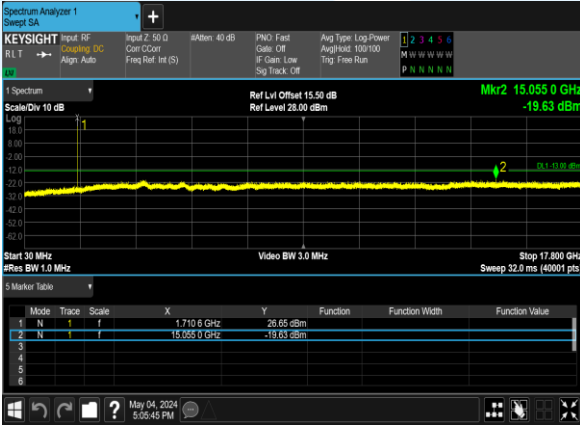 Spectrum Analyzer 1
Swept SA
KEYSIGHT Input: RF Input Z: 50 Ω #Atten: 40 dB PNO: Fast Avg Type: Log-Power 1 2 3 4 5 6
RLT Coupling: DC Corr CCorr Gate: Off Avg|Hold: 100/100 M W W W W W
Align: Auto Freq Ref: Int (S) IF Gain: Low Trig: Free Run
Sig Track: Off P N N N N N
1 Spectrum
Scale/Div 10 dB
Ref Lvl Offset 15.50 dB
Ref Level 28.00 dBm
Mkr2 15.055 0 GHz
-19.63 dBm
Log
18.0
8.00
-2.00
-12.0
-22.0
-32.0
-42.0
-52.0
-62.0
1
2
DL1 -13.00 dBm
Start 30 MHz Video BW 3.0 MHz Stop 17.800 GHz
#Res BW 1.0 MHz Sweep 32.0 ms (40001 pts)
5 Marker Table
Mode Trace Scale X Y Function Function Width Function Value
1 N 1 f 1.710 6 GHz 26.65 dBm
2 N 1 f 15.055 0 GHz -19.63 dBm
3
4
5
6
?
May 04, 2024
5:05:45 PM